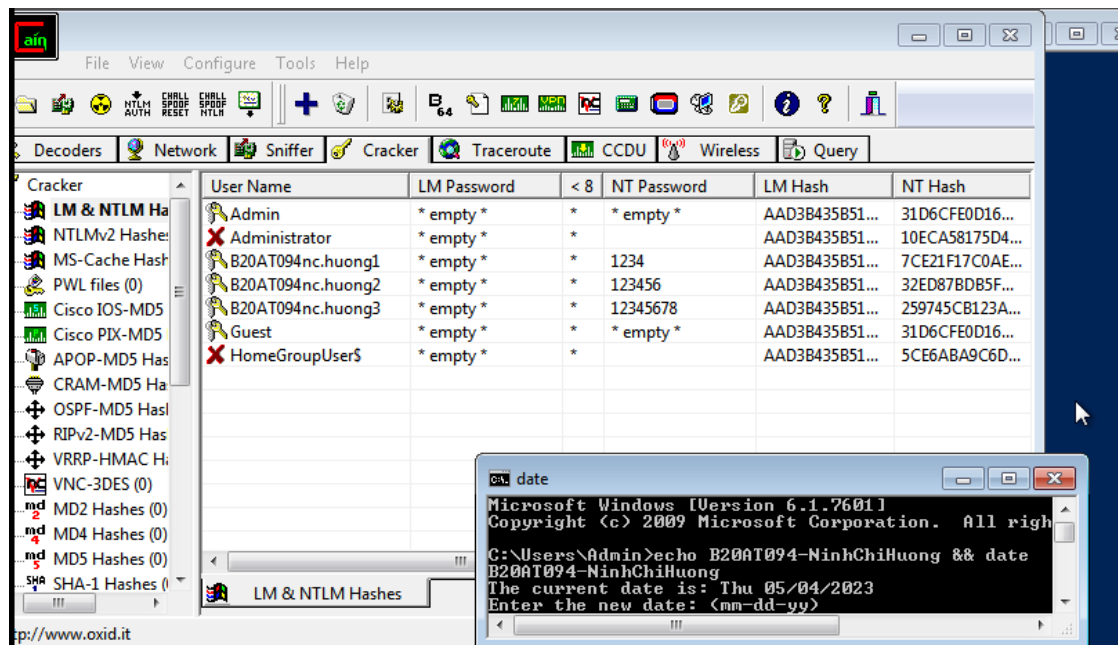 aín
File View Configure Tools Help
NTLM AUTH CHALL SPOOF RESET CHALL SPOOF NTLM B 64
Decoders Network Sniffer Cracker Traceroute CCDU Wireless Query
Cracker
LM & NTLM Ha
NTLMv2 Hashe
MS-Cache Hash
PWL files (0)
Cisco IOS-MD5
Cisco PIX-MD5
APOP-MD5 Has
CRAM-MD5 Ha
OSPF-MD5 Hasl
RIPv2-MD5 Has
VRRP-HMAC Ha
VNC-3DES (0)
MD2 Hashes (0)
MD4 Hashes (0)
MD5 Hashes (0)
SHA-1 Hashes (
User Name LM Password < 8 NT Password LM Hash NT Hash
Admin * empty * * * empty * AAD3B435B51... 31D6CFE0D16...
Administrator * empty * * AAD3B435B51... 10ECA58175D4...
B20AT094nc.huong1 * empty * * 1234 AAD3B435B51... 7CE21F17C0AE...
B20AT094nc.huong2 * empty * * 123456 AAD3B435B51... 32ED87BDB5F...
B20AT094nc.huong3 * empty * * 12345678 AAD3B435B51... 259745CB123A...
Guest * empty * * * empty * AAD3B435B51... 31D6CFE0D16...
HomeGroupUser$ * empty * * AAD3B435B51... 5CE6ABA9C6D...
LM & NTLM Hashes
tp://www.oxid.it
date
Microsoft Windows [Version 6.1.7601]
Copyright (c) 2009 Microsoft Corporation. All righ
C:\Users\Admin>echo B20AT094-NinhChiHuong && date
B20AT094-NinhChiHuong
The current date is: Thu 05/04/2023
Enter the new date: (mm-dd-yy)